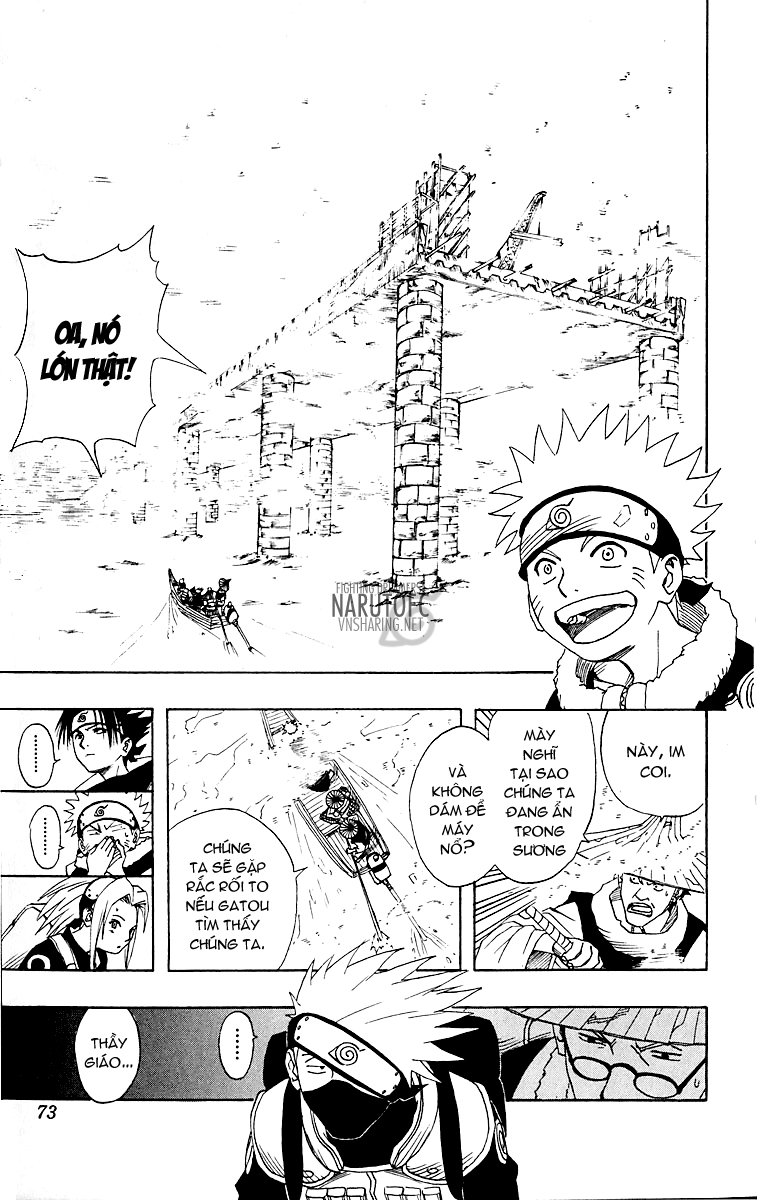 OA, NÓ
LỚN THẬT!
FIGHTING DREAMERS
NARUTOFC
VNSHARING.NET
NÀY, IM
COI.
MÀY
NGHĨ
TẠI SAO
CHÚNG TA
ĐANG ẨN
TRONG
SƯƠNG
VÀ
KHÔNG
DÁM ĐỂ
MÁY
NỔ?
CHÚNG
TA SẼ GẶP
RẮC RỐI TO
NẾU GATOU
TÌM THẤY
CHÚNG TA.
........
........
........
THẦY
GIÁO...
73